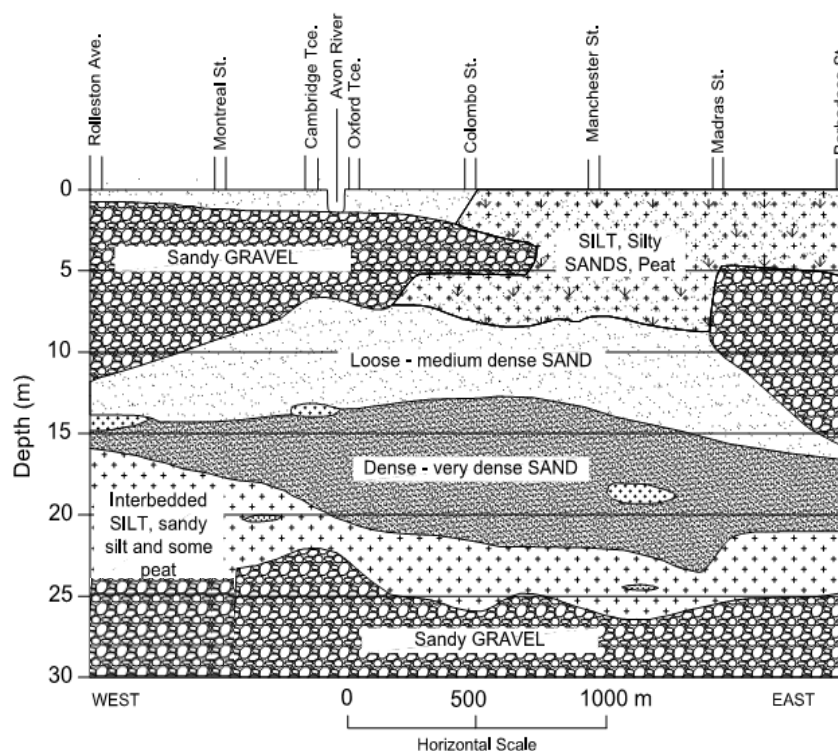 Rolleston Ave.
Montreal St.
Cambridge Tce.
Avon River
Oxford Tce.
Colombo St.
Manchester St.
Madras St.
0
5
10
15
20
25
30
Depth (m)
Sandy GRAVEL
SILT, Silty
SANDS, Peat
Loose - medium dense SAND
Dense - very dense SAND
Interbedded
SILT, sandy
silt and some
peat
Sandy GRAVEL
WEST
0
500
1000 m
EAST
Horizontal Scale